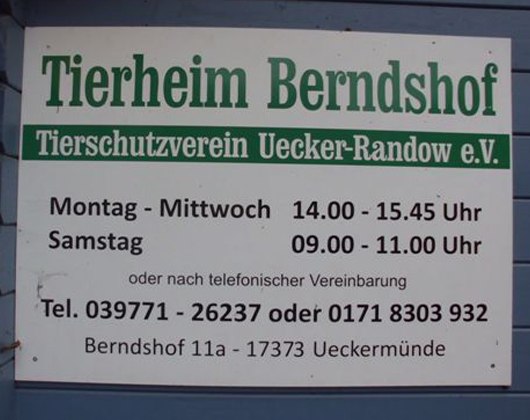 Tierheim Berndshof
Tierschutzverein Uecker-Randow e.V.
Montag - Mittwoch 14.00 - 15.45 Uhr
Samstag 09.00 - 11.00 Uhr
oder nach telefonischer Vereinbarung
Tel. 039771 - 26237 oder 0171 8303 932
Berndshof 11a - 17373 Ueckermünde